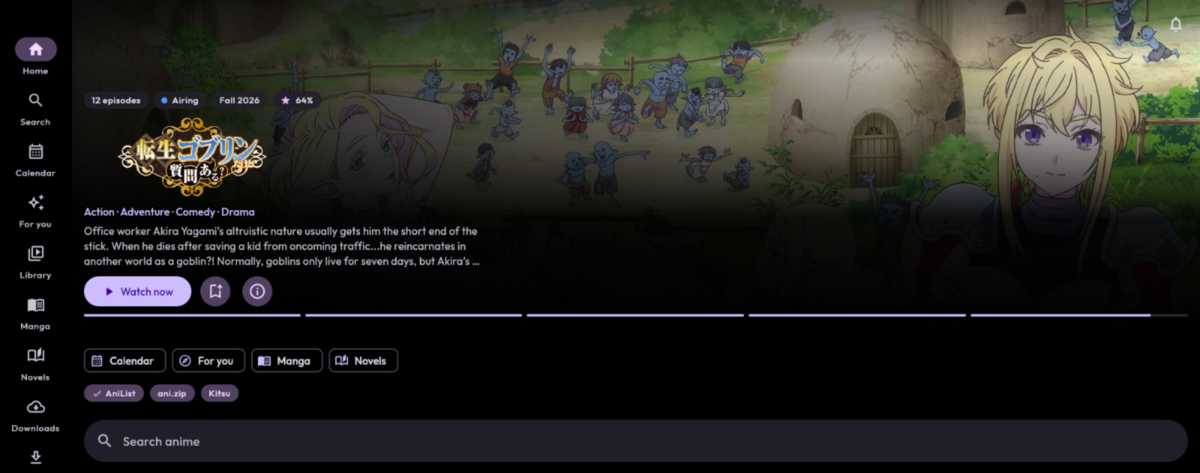 Home
Search
Calendar
For you
Library
Manga
Novels
Downloads
12 episodes
Airing
Fall 2026
64%
転生ゴブリン
質問ある?
Action · Adventure · Comedy · Drama
Office worker Akira Yagami's altruistic nature usually gets him the short end of the
stick. When he dies after saving a kid from oncoming traffic...he reincarnates in
another world as a goblin?! Normally, goblins only live for seven days, but Akira's ...
Watch now
Calendar
For you
Manga
Novels
AniList
ani.zip
Kitsu
Search anime